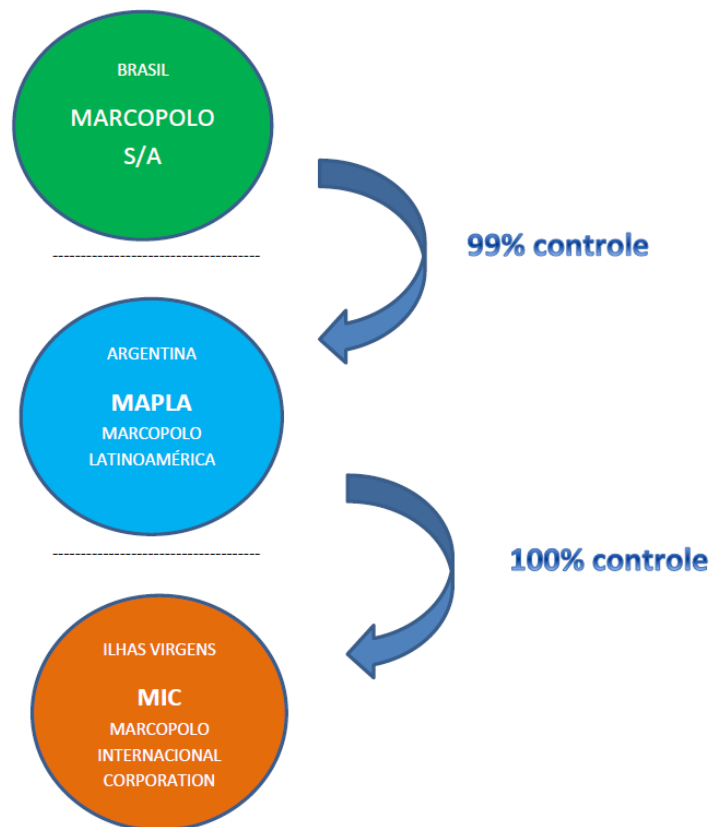 BRASIL
MARCOPOLO
S/A
99% controle
ARGENTINA
MAPLA
MARCOPOLO
LATINOAMÉRICA
100% controle
ILHAS VIRGENS
MIC
MARCOPOLO
INTERNACIONAL
CORPORATION